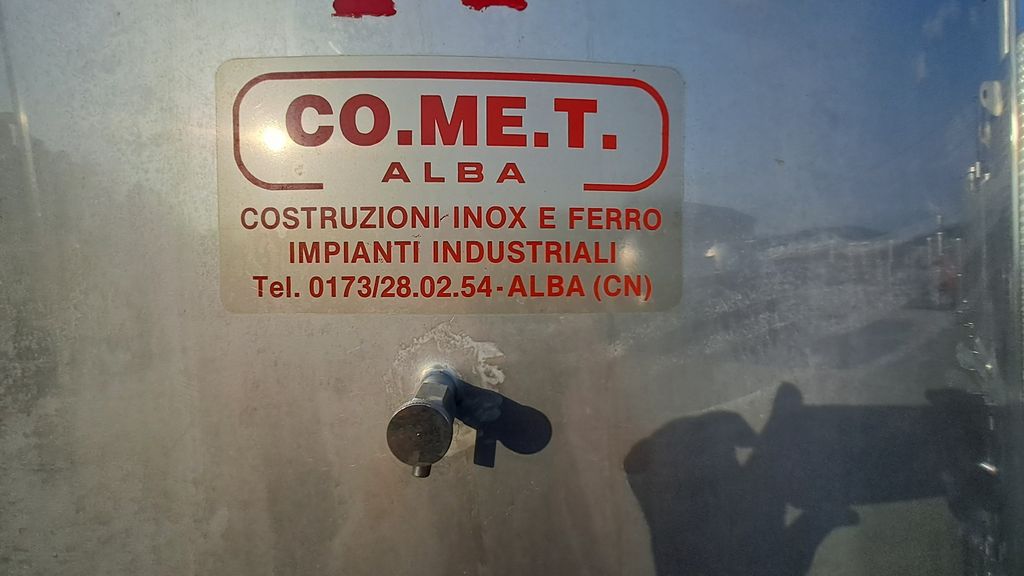 CO.ME.T.
ALBA
COSTRUZIONI INOX E FERRO
IMPIANTI INDUSTRIALI
Tel. 0173/28.02.54-ALBA (CN)